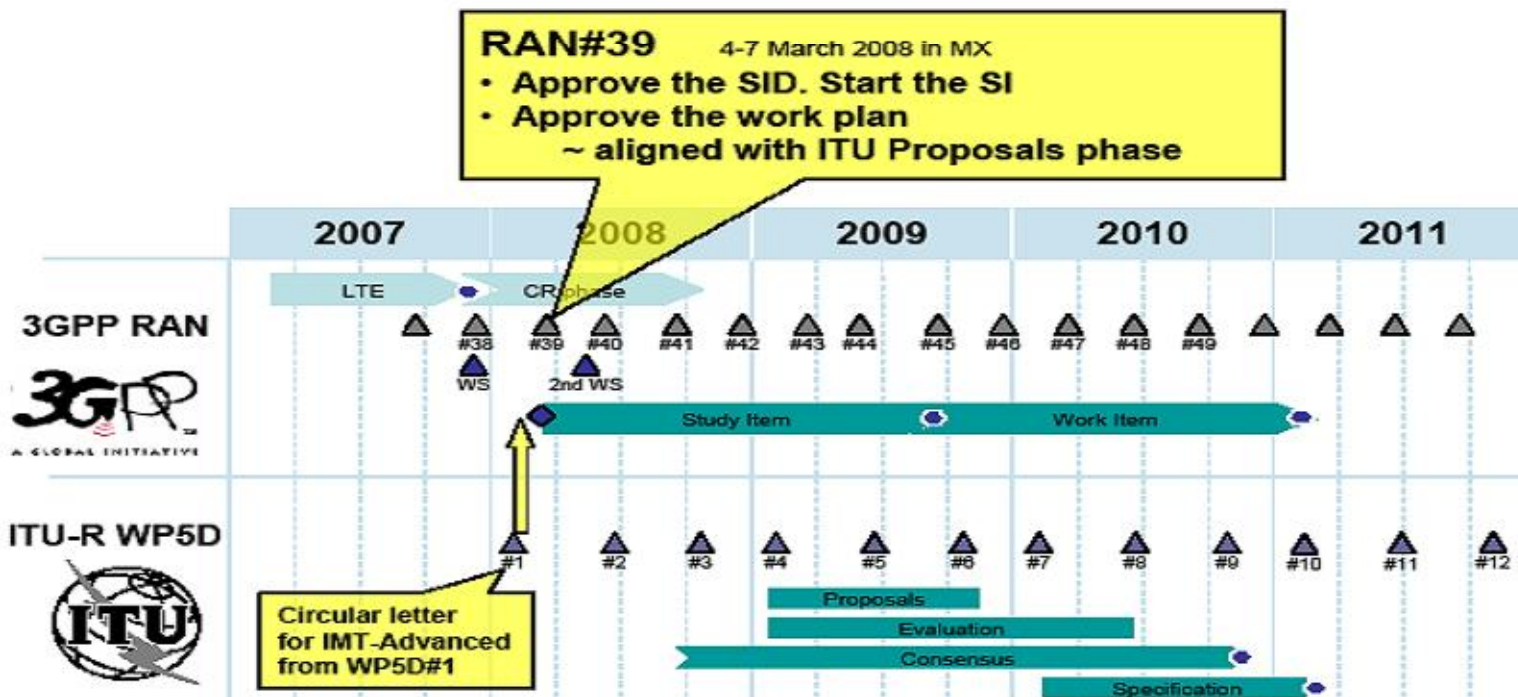 RAN#39 4-7 March 2008 in MX
• Approve the SID. Start the SI
• Approve the work plan
~ aligned with ITU Proposals phase
2007 2008 2009 2010 2011
LTE CR phase
3GPP RAN
#38 #39 #40 #41 #42 #43 #44 #45 #46 #47 #48 #49
WS 2nd WS
3GPP TM
Study Item Work Item
A GLOBAL INITIATIVE
ITU-R WP5D
#1 #2 #3 #4 #5 #6 #7 #8 #9 #10 #11 #12
Proposals
Circular letter
for IMT-Advanced
from WP5D#1
ITU
Evaluation
Consensus
Specification